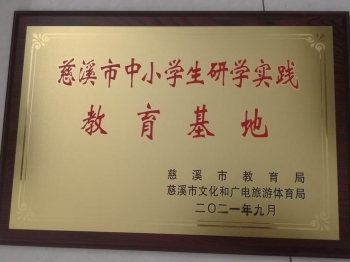 慈溪市中小学生研学实践
教育基地
慈溪市教育局
慈溪市文化和广电旅游体育局
二〇二一年九月